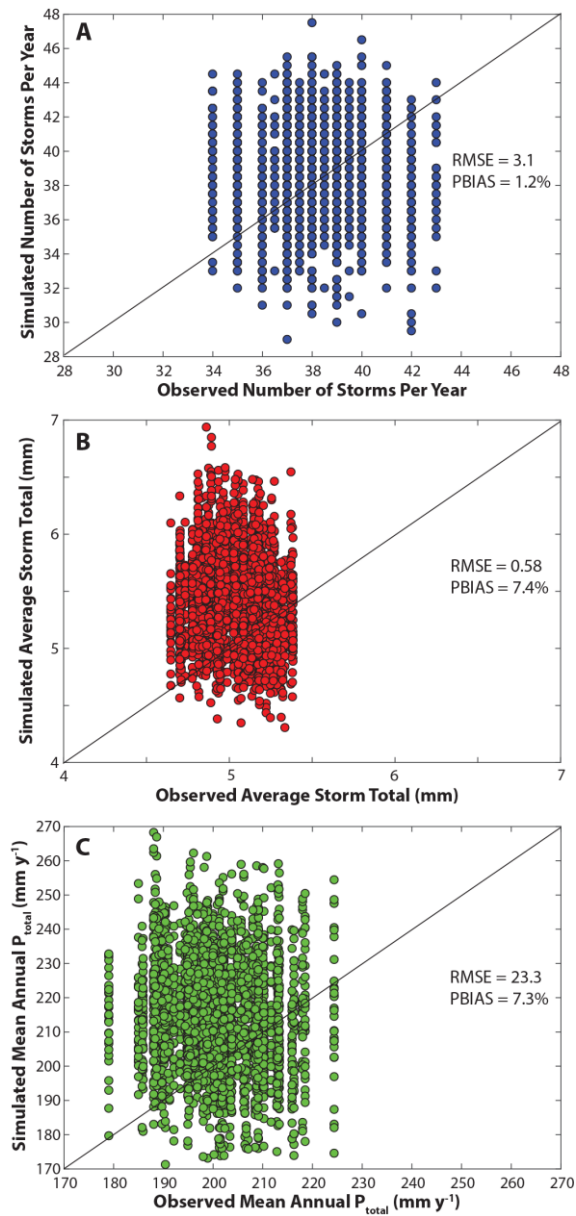 A
48
46
44
42
40
38
36
34
32
30
28
Simulated Number of Storms Per Year
RMSE = 3.1
PBIAS = 1.2%
28 30 32 34 36 38 40 42 44 46 48
Observed Number of Storms Per Year
B
7
6
5
4
Simulated Average Storm Total (mm)
RMSE = 0.58
PBIAS = 7.4%
4 5 6 7
Observed Average Storm Total (mm)
C
270
260
250
240
230
220
210
200
190
180
170
Simulated Mean Annual P_total (mm y⁻¹)
RMSE = 23.3
PBIAS = 7.3%
170 180 190 200 210 220 230 240 250 260 270
Observed Mean Annual P_total (mm y⁻¹)